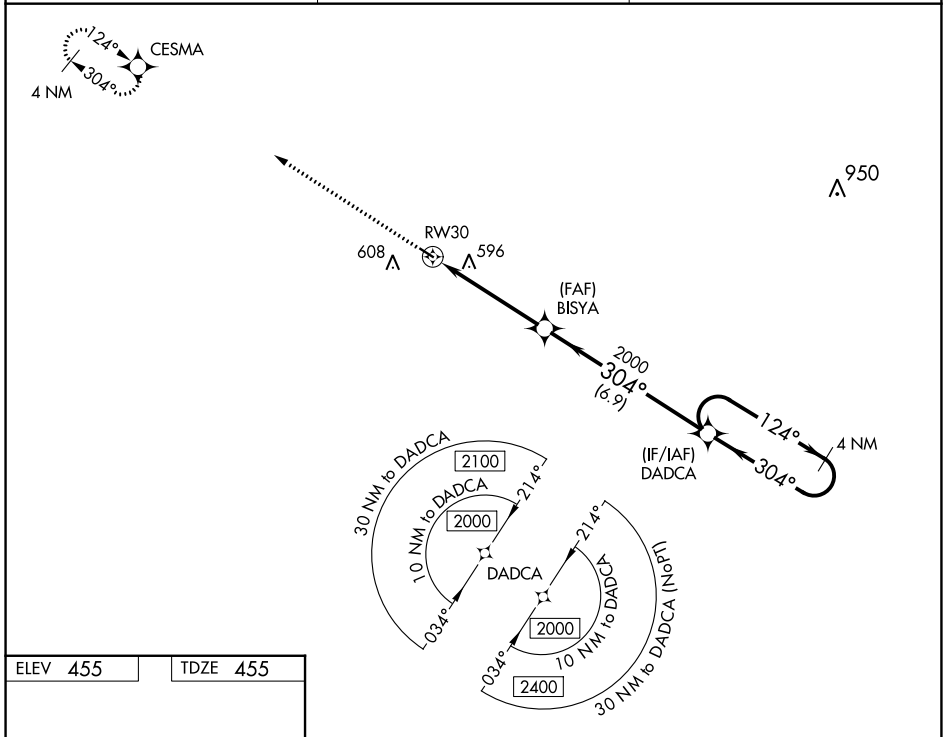 124°
CESMA
304°
4 NM
950
RW30
608
596
(FAF)
BISYA
2000
304°
(6.9)
124°
4 NM
(IF/IAF)
DADCA
304°
30 NM to DADCA
2100
214°
10 NM to DADCA
2000
214°
DADCA
034°
2000
10 NM to DADCA
034°
2400
30 NM to DADCA (NoPT)
ELEV 455
TDZE 455